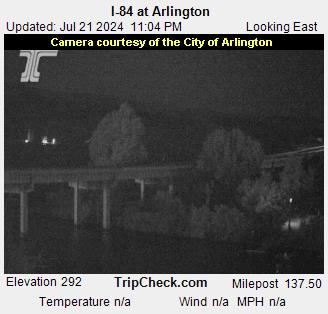 I-84 at Arlington
Updated: Jul 21 2024 11:04 PM Looking East
Camera courtesy of the City of Arlington
Elevation 292 TripCheck.com Milepost 137.50
Temperature n/a Wind n/a MPH n/a